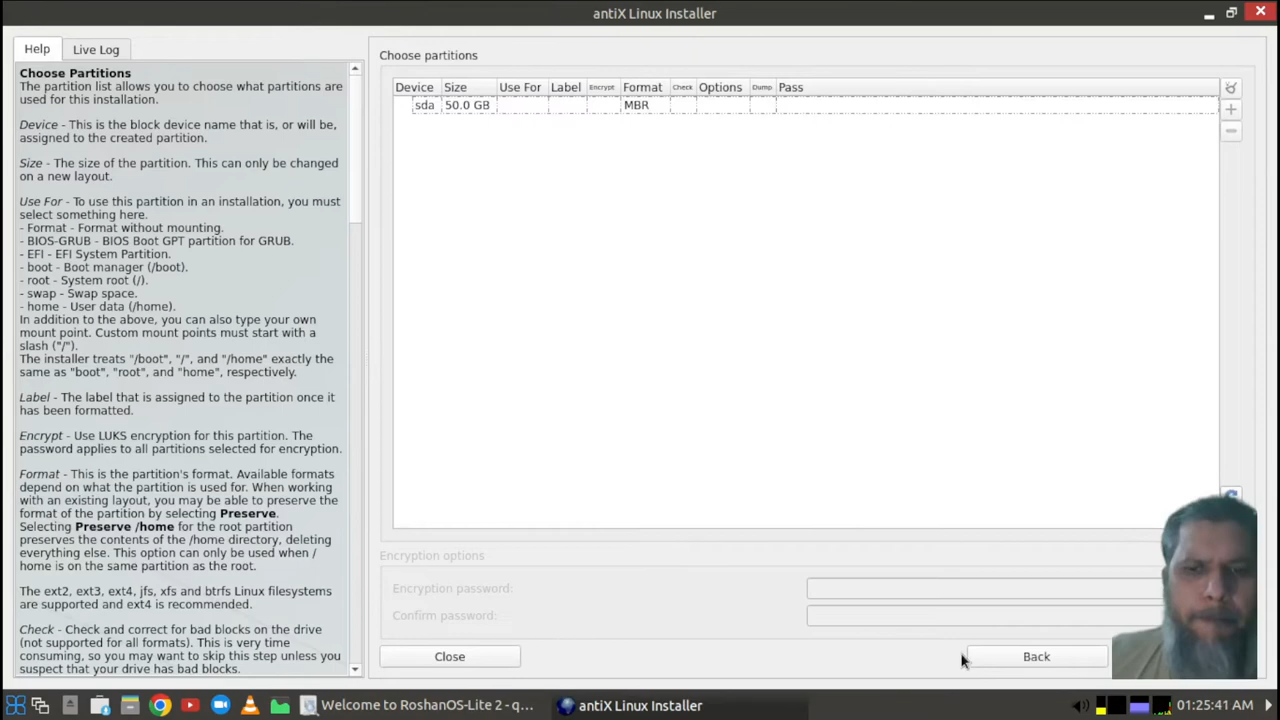 antiX Linux Installer
Help
Live Log
Choose Partitions
The partition list allows you to choose what partitions are
used for this installation.
Device - This is the block device name that is, or will be,
assigned to the created partition.
Size - The size of the partition. This can only be changed
on a new layout.
Use For - To use this partition in an installation, you must
select something here.
- Format - Format without mounting.
- BIOS-GRUB - BIOS Boot GPT partition for GRUB.
- EFI - EFI System Partition.
- boot - Boot manager (/boot).
- root - System root (/).
- swap - Swap space.
- home - User data (/home).
In addition to the above, you can also type your own
mount point. Custom mount points must start with a
slash ("/").
The installer treats "/boot", "/", and "/home" exactly the
same as "boot", "root", and "home", respectively.
Label - The label that is assigned to the partition once it
has been formatted.
Encrypt - Use LUKS encryption for this partition. The
password applies to all partitions selected for encryption.
Format - This is the partition's format. Available formats
depend on what the partition is used for. When working
with an existing layout, you may be able to preserve the
format of the partition by selecting Preserve.
Selecting Preserve /home for the root partition
preserves the contents of the /home directory, deleting
everything else. This option can only be used when /
home is on the same partition as the root.
The ext2, ext3, ext4, jfs, xfs and btrfs Linux filesystems
are supported and ext4 is recommended.
Check - Check and correct for bad blocks on the drive
(not supported for all formats). This is very time
consuming, so you may want to skip this step unless you
suspect that your drive has bad blocks.
Choose partitions
Device Size Use For Label Encrypt Format Check Options Dump Pass
sda 50.0 GB MBR
Encryption options
Encryption password:
Confirm password:
Close
Back
Welcome to RoshanOS-Lite 2 - q...
antiX Linux Installer
01:25:41 AM